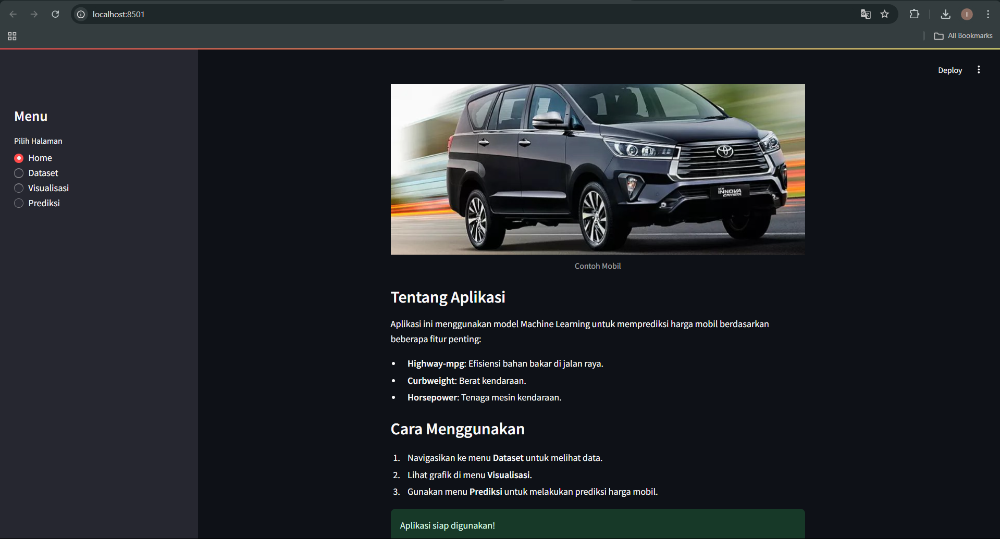 localhost:8501
All Bookmarks
Deploy
Menu
Pilih Halaman
Home
Dataset
Visualisasi
Prediksi
NEW
INNOVA
CRYSTA
Contoh Mobil
Tentang Aplikasi
Aplikasi ini menggunakan model Machine Learning untuk memprediksi harga mobil berdasarkan
beberapa fitur penting:
• Highway-mpg: Efisiensi bahan bakar di jalan raya.
• Curbweight: Berat kendaraan.
• Horsepower: Tenaga mesin kendaraan.
Cara Menggunakan
1. Navigasikan ke menu Dataset untuk melihat data.
2. Lihat grafik di menu Visualisasi.
3. Gunakan menu Prediksi untuk melakukan prediksi harga mobil.
Aplikasi siap digunakan!
I